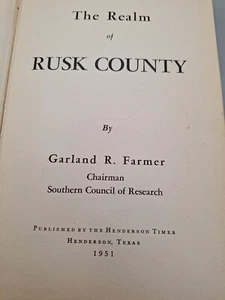 The Realm
of
RUSK COUNTY
By
Garland R. Farmer
Chairman
Southern Council of Research
Published by the Henderson Times
Henderson, Texas
1951